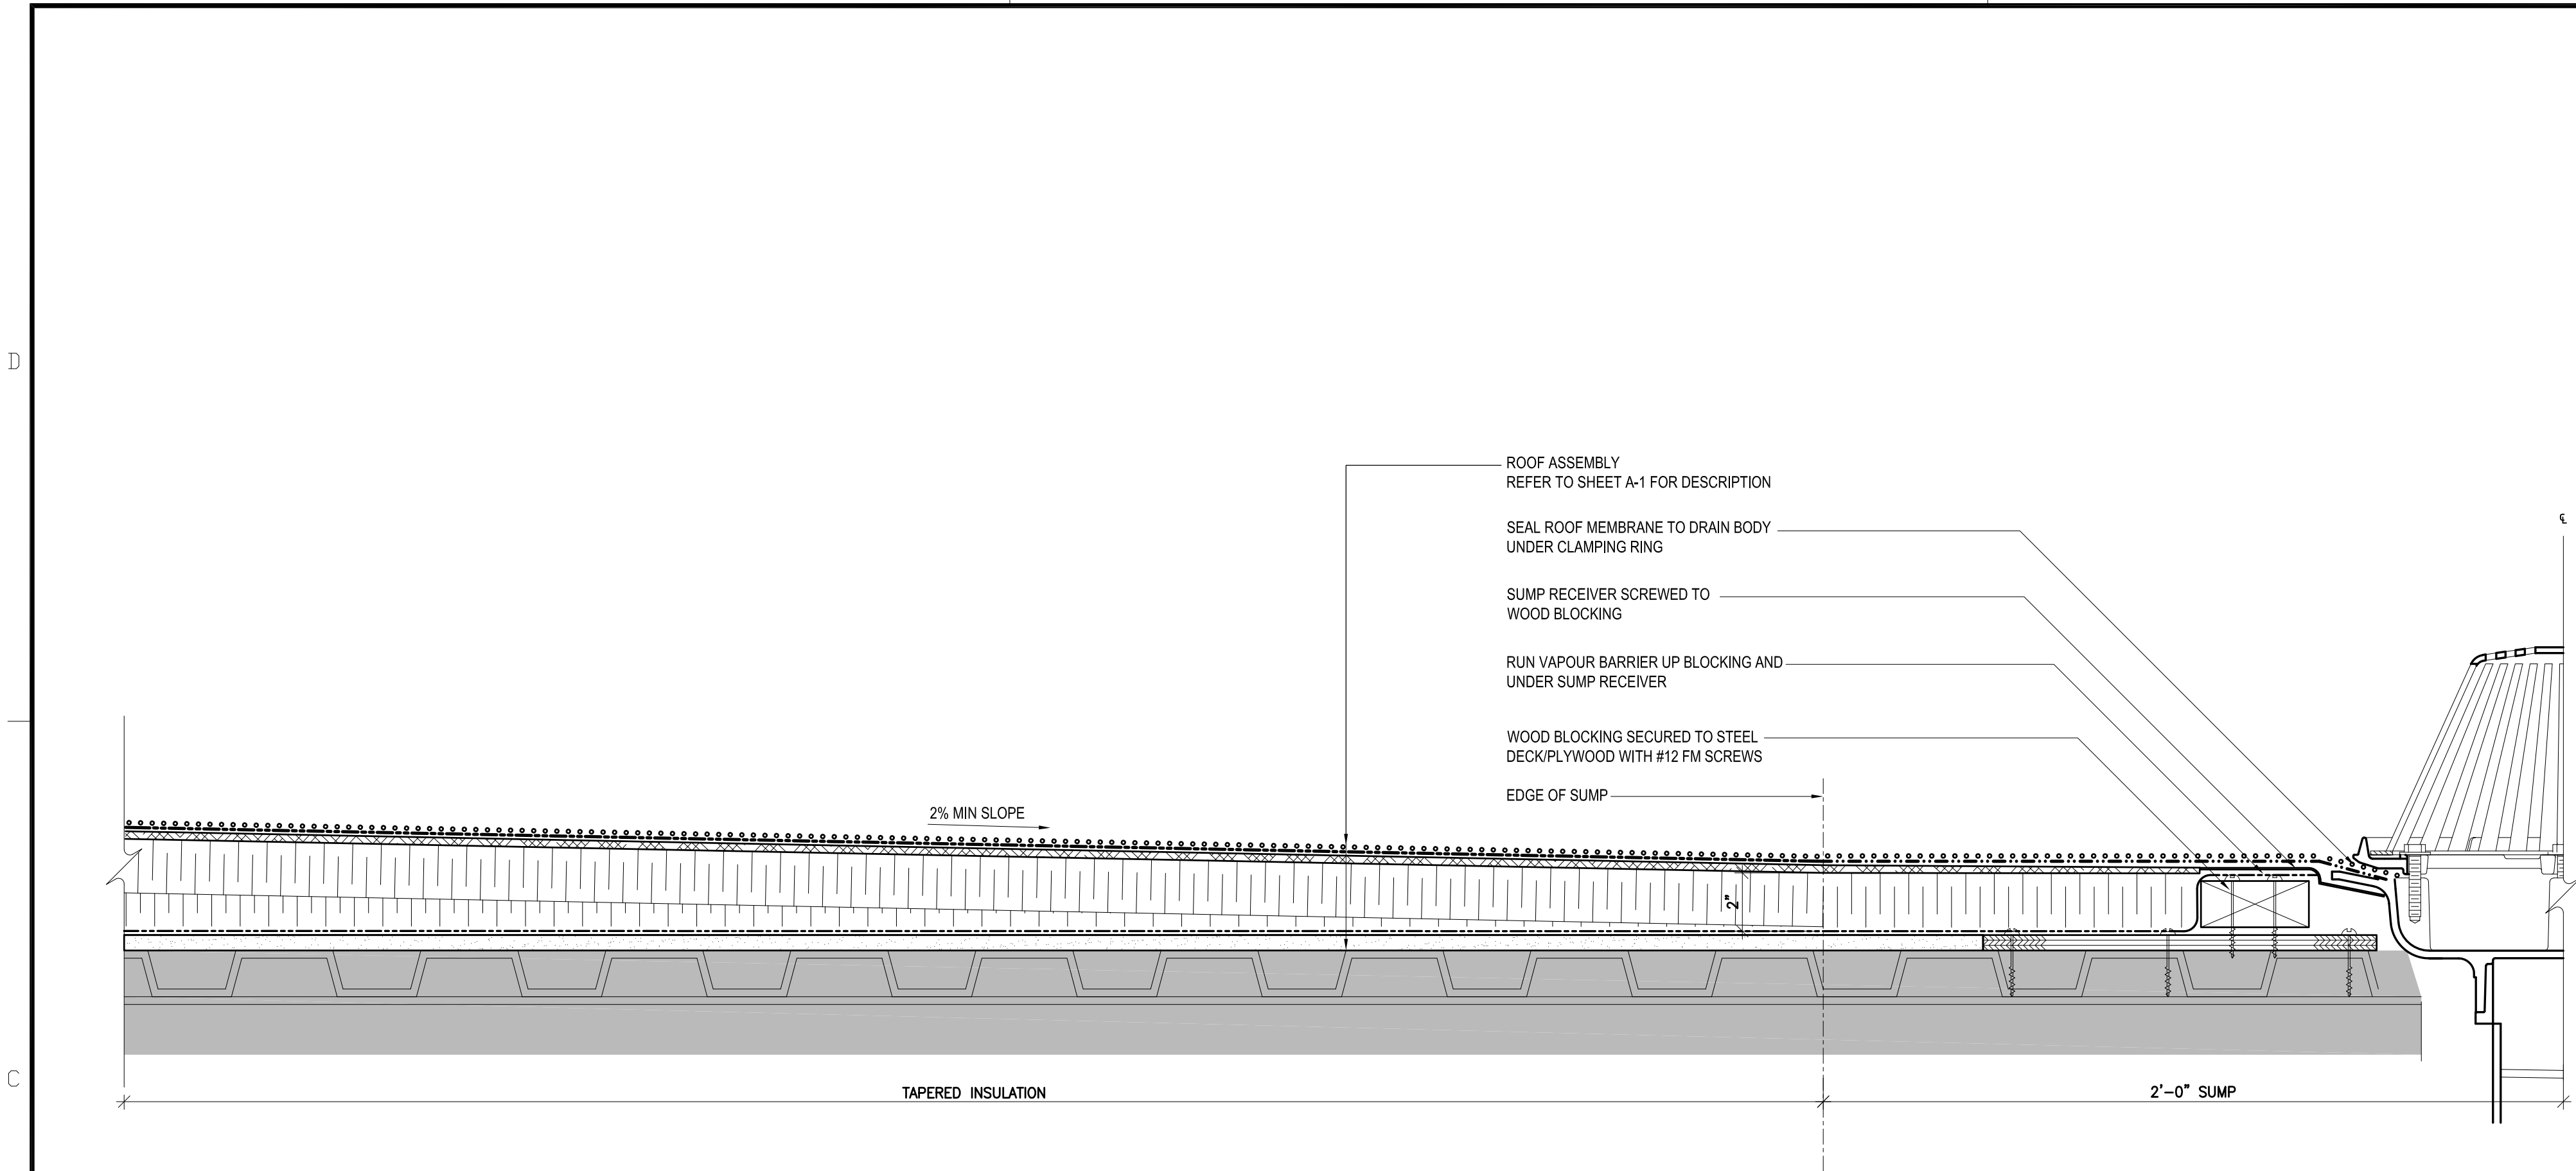 D
ROOF ASSEMBLY
REFER TO SHEET A-1 FOR DESCRIPTION
SEAL ROOF MEMBRANE TO DRAIN BODY
UNDER CLAMPING RING
℄
SUMP RECEIVER SCREWED TO
WOOD BLOCKING
RUN VAPOUR BARRIER UP BLOCKING AND
UNDER SUMP RECEIVER
WOOD BLOCKING SECURED TO STEEL
DECK/PLYWOOD WITH #12 FM SCREWS
EDGE OF SUMP
2% MIN SLOPE
2"
C
TAPERED INSULATION
2'-0" SUMP